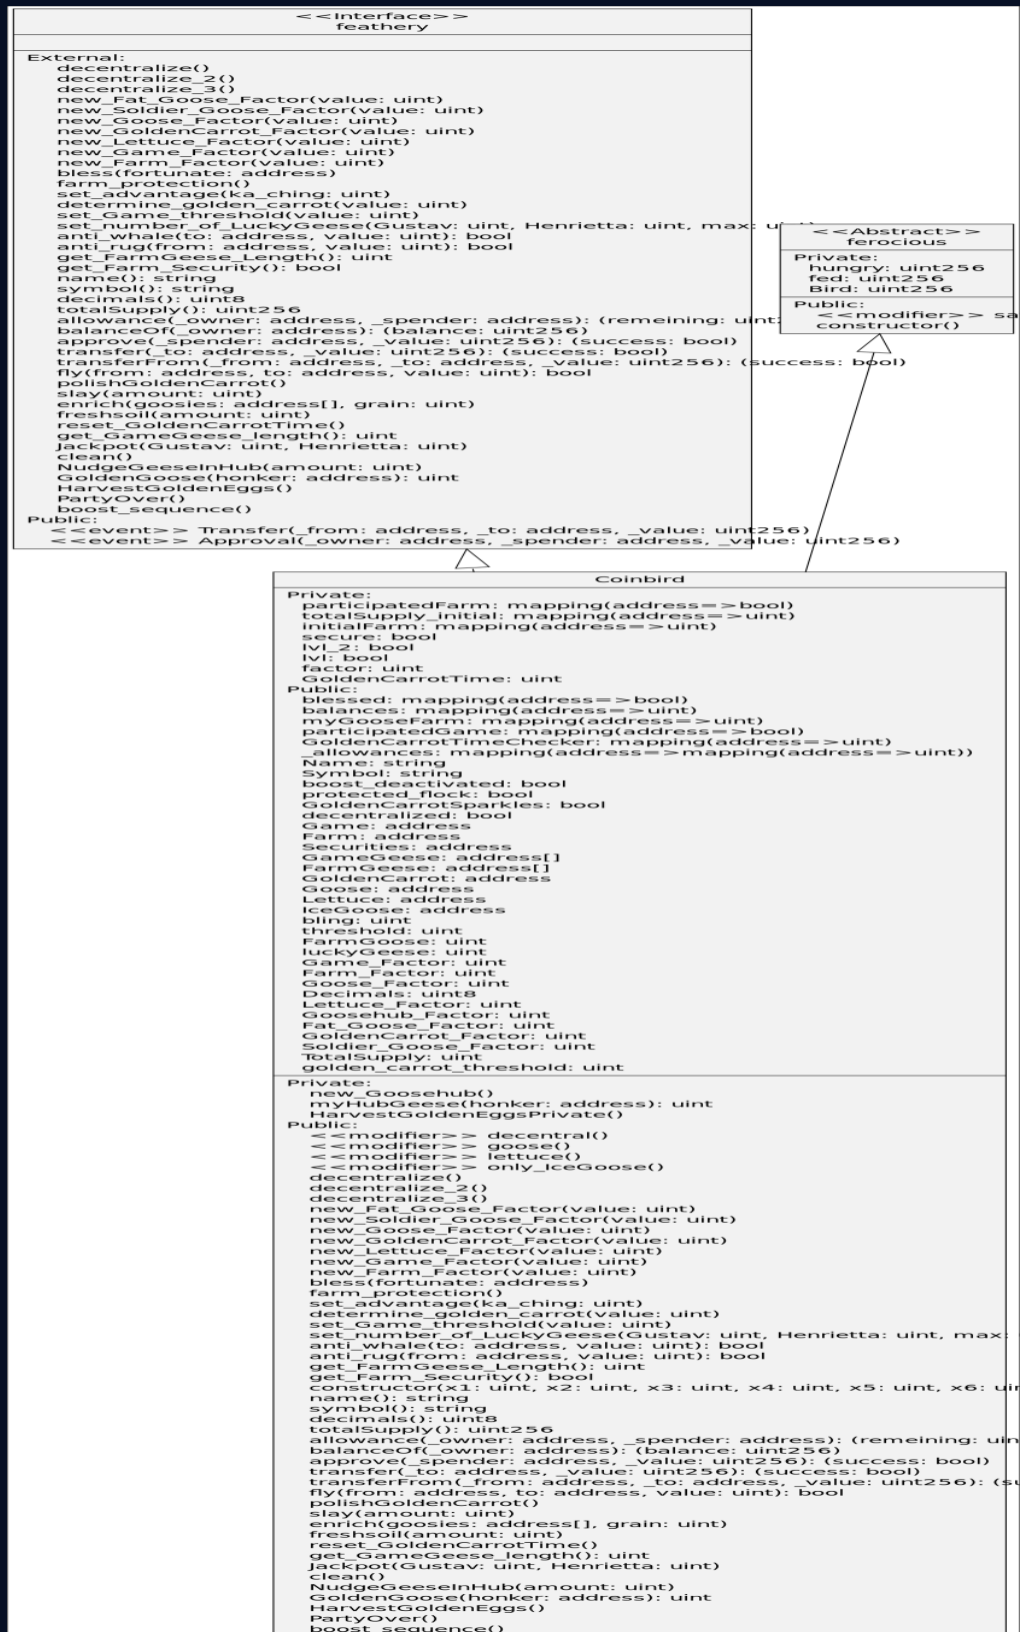 <<Interface>>
feathery
External:
decentralize()
decentralize_2()
decentralize_3()
new_Fat_Goose_Factor(value: uint)
new_Soldier_Goose_Factor(value: uint)
new_Goose_Factor(value: uint)
new_GoldenCarrot_Factor(value: uint)
new_Lettuce_Factor(value: uint)
new_Game_Factor(value: uint)
new_Farm_Factor(value: uint)
bless(fortunate: address)
farm_protection()
set_advantage(ka_ching: uint)
determine_golden_carrot(value: uint)
set_Game_threshold(value: uint)
set_number_of_LuckyGeese(Gustav: uint, Henrietta: uint, max: uint)
anti_whale(to: address, value: uint): bool
anti_rug(from: address, value: uint): bool
get_FarmGeese_Length(): uint
get_Farm_Security(): bool
name(): string
symbol(): string
decimals(): uint8
totalSupply(): uint256
allowance(_owner: address, _spender: address): (remeining: uint
balanceOf(_owner: address): (balance: uint256)
approve(_spender: address, _value: uint256): (success: bool)
transfer(_to: address, _value: uint256): (success: bool)
transferFrom(_from: address, _to: address, _value: uint256): (success: bool)
fly(from: address, to: address, value: uint): bool
polishGoldenCarrot()
slay(amount: uint)
enrich(goosies: address[], grain: uint)
freshsoil(amount: uint)
reset_GoldenCarrotTime()
get_GameGeese_length(): uint
Jackpot(Gustav: uint, Henrietta: uint)
clean()
NudgeGeeseInHub(amount: uint)
GoldenGoose(honker: address): uint
HarvestGoldenEggs()
PartyOver()
boost_sequence()
Public:
<<event>> Transfer(_from: address, _to: address, _value: uint256)
<<event>> Approval(_owner: address, _spender: address, _value: uint256)
<<Abstract>>
ferocious
Private:
hungry: uint256
fed: uint256
Bird: uint256
Public:
<<modifier>> sa
constructor()
Coinbird
Private:
participatedFarm: mapping(address=>bool)
totalSupply_initial: mapping(address=>uint)
initialFarm: mapping(address=>uint)
secure: bool
lvl_2: bool
lvl: bool
factor: uint
GoldenCarrotTime: uint
Public:
blessed: mapping(address=>bool)
balances: mapping(address=>uint)
myGooseFarm: mapping(address=>uint)
participatedGame: mapping(address=>bool)
GoldenCarrotTimeChecker: mapping(address=>uint)
_allowances: mapping(address=>mapping(address=>uint))
Name: string
Symbol: string
boost_deactivated: bool
protected_flock: bool
GoldenCarrotSparkles: bool
decentralized: bool
Game: address
Farm: address
Securities: address
GameGeese: address[]
FarmGeese: address[]
GoldenCarrot: address
Goose: address
Lettuce: address
IceGoose: address
bling: uint
threshold: uint
FarmGoose: uint
luckyGeese: uint
Game_Factor: uint
Farm_Factor: uint
Goose_Factor: uint
Decimals: uint8
Lettuce_Factor: uint
Goosehub_Factor: uint
Fat_Goose_Factor: uint
GoldenCarrot_Factor: uint
Soldier_Goose_Factor: uint
TotalSupply: uint
golden_carrot_threshold: uint
Private:
new_Goosehub()
myHubGeese(honker: address): uint
HarvestGoldenEggsPrivate()
Public:
<<modifier>> decentral()
<<modifier>> goose()
<<modifier>> lettuce()
<<modifier>> only_IceGoose()
decentralize()
decentralize_2()
decentralize_3()
new_Fat_Goose_Factor(value: uint)
new_Soldier_Goose_Factor(value: uint)
new_Goose_Factor(value: uint)
new_GoldenCarrot_Factor(value: uint)
new_Lettuce_Factor(value: uint)
new_Game_Factor(value: uint)
new_Farm_Factor(value: uint)
bless(fortunate: address)
farm_protection()
set_advantage(ka_ching: uint)
determine_golden_carrot(value: uint)
set_Game_threshold(value: uint)
set_number_of_LuckyGeese(Gustav: uint, Henrietta: uint, max:
anti_whale(to: address, value: uint): bool
anti_rug(from: address, value: uint): bool
get_FarmGeese_Length(): uint
get_Farm_Security(): bool
constructor(x1: uint, x2: uint, x3: uint, x4: uint, x5: uint, x6: uin
name(): string
symbol(): string
decimals(): uint8
totalSupply(): uint256
allowance(_owner: address, _spender: address): (remeining: uin
balanceOf(_owner: address): (balance: uint256)
approve(_spender: address, _value: uint256): (success: bool)
transfer(_to: address, _value: uint256): (success: bool)
transferFrom(_from: address, _to: address, _value: uint256): (su
fly(from: address, to: address, value: uint): bool
polishGoldenCarrot()
slay(amount: uint)
enrich(goosies: address[], grain: uint)
freshsoil(amount: uint)
reset_GoldenCarrotTime()
get_GameGeese_length(): uint
Jackpot(Gustav: uint, Henrietta: uint)
clean()
NudgeGeeseInHub(amount: uint)
GoldenGoose(honker: address): uint
HarvestGoldenEggs()
PartyOver()
boost_sequence()